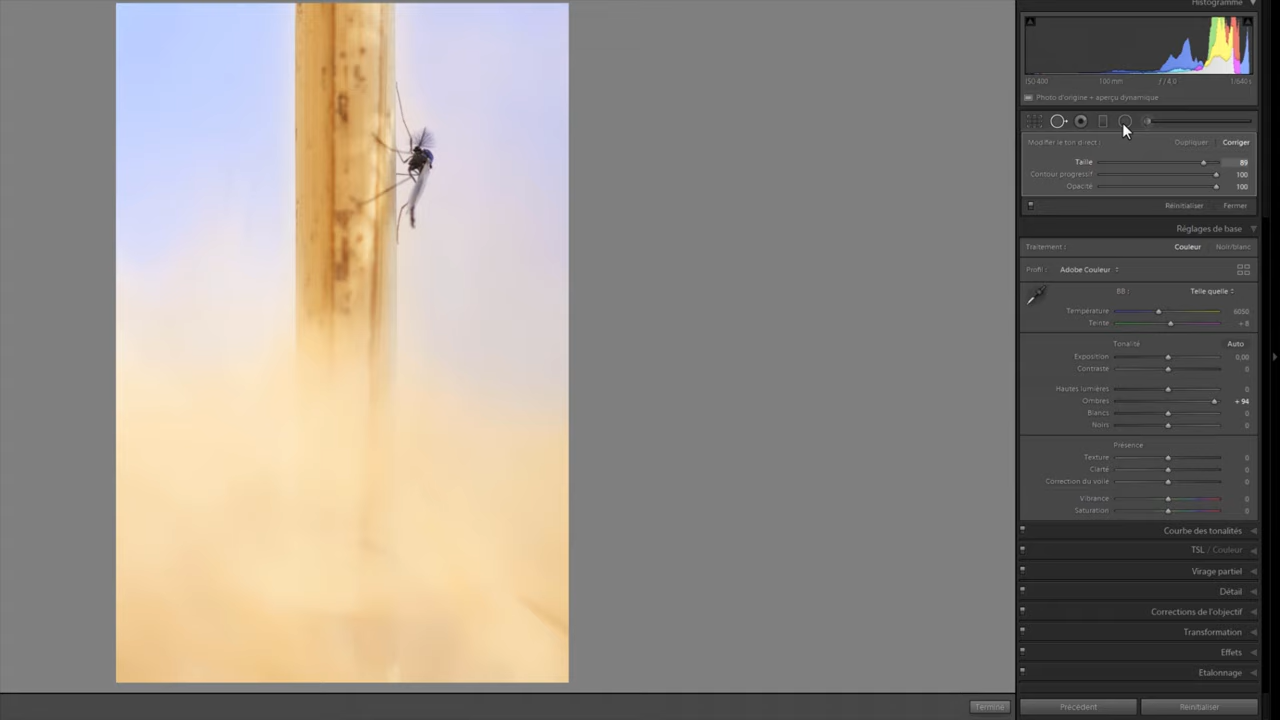 Histogramme
ISO 400 100 mm f / 4,0 1/640 s
Photo d'origine + aperçu dynamique
Modifier le ton direct : Dupliquer Corriger
Taille 89
Contour progressif 100
Opacité 100
Réinitialiser Fermer
Réglages de base
Traitement : Couleur Noir/blanc
Profil : Adobe Couleur
BB : Telle quelle
Température 6050
Teinte + 8
Tonalité Auto
Exposition 0,00
Contraste 0
Hautes lumières 0
Ombres + 94
Blancs 0
Noirs 0
Présence
Texture 0
Clarté 0
Correction du voile 0
Vibrance 0
Saturation 0
Courbe des tonalités
TSL / Couleur
Virage partiel
Détail
Corrections de l'objectif
Transformation
Effets
Etalonnage
Terminé Précédent Réinitialiser